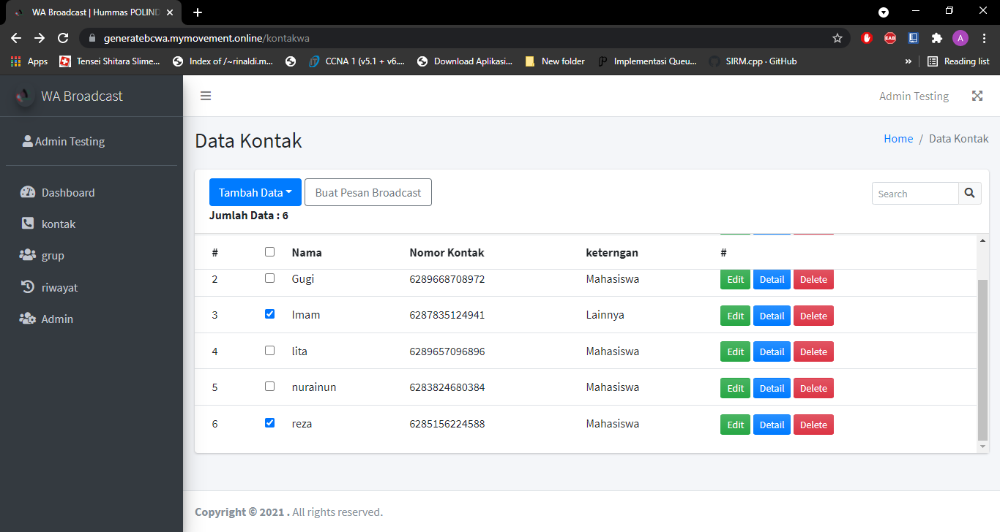 WA Broadcast | Hummas POLIND
generatebcwa.mymovement.online/kontakwa
A
Apps Tensei Shitara Slime... Index of /~rinaldi.m... CCNA 1 (v5.1 + v6.... Download Aplikasi... New folder Implementasi Queu... SIRM.cpp · GitHub » Reading list
WA Broadcast
Admin Testing
Admin Testing
Dashboard
kontak
grup
riwayat
Admin
Data Kontak
Home / Data Kontak
Tambah Data Buat Pesan Broadcast
Search
Jumlah Data : 6
# Nama Nomor Kontak keterngan #
2 Gugi 6289668708972 Mahasiswa Edit Detail Delete
3 Imam 6287835124941 Lainnya Edit Detail Delete
4 lita 6289657096896 Mahasiswa Edit Detail Delete
5 nurainun 6283824680384 Mahasiswa Edit Detail Delete
6 reza 6285156224588 Mahasiswa Edit Detail Delete
Copyright © 2021 . All rights reserved.